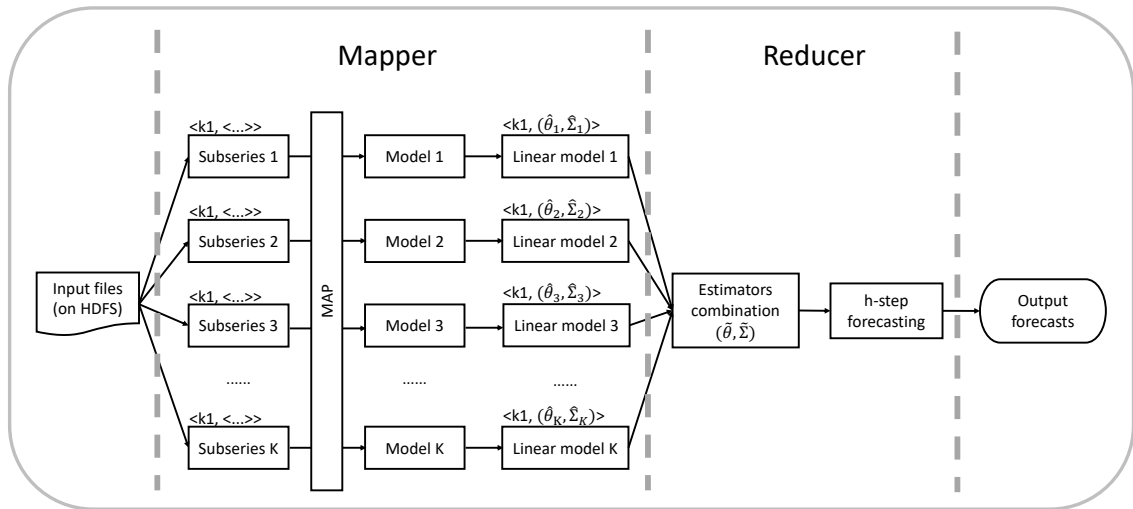 Mapper
Reducer
<k1, <...>>
<k1, (θ̂₁, Σ̂₁)>
Subseries 1
Model 1
Linear model 1
<k1, <...>>
<k1, (θ̂₂, Σ̂₂)>
Subseries 2
Model 2
Linear model 2
Input files
(on HDFS)
MAP
<k1, <...>>
<k1, (θ̂₃, Σ̂₃)>
Subseries 3
Model 3
Linear model 3
Estimators
combination
(θ̃, Σ̃)
h-step
forecasting
Output
forecasts
......
......
......
<k1, <...>>
<k1, (θ̂_K, Σ̂_K)>
Subseries K
Model K
Linear model K